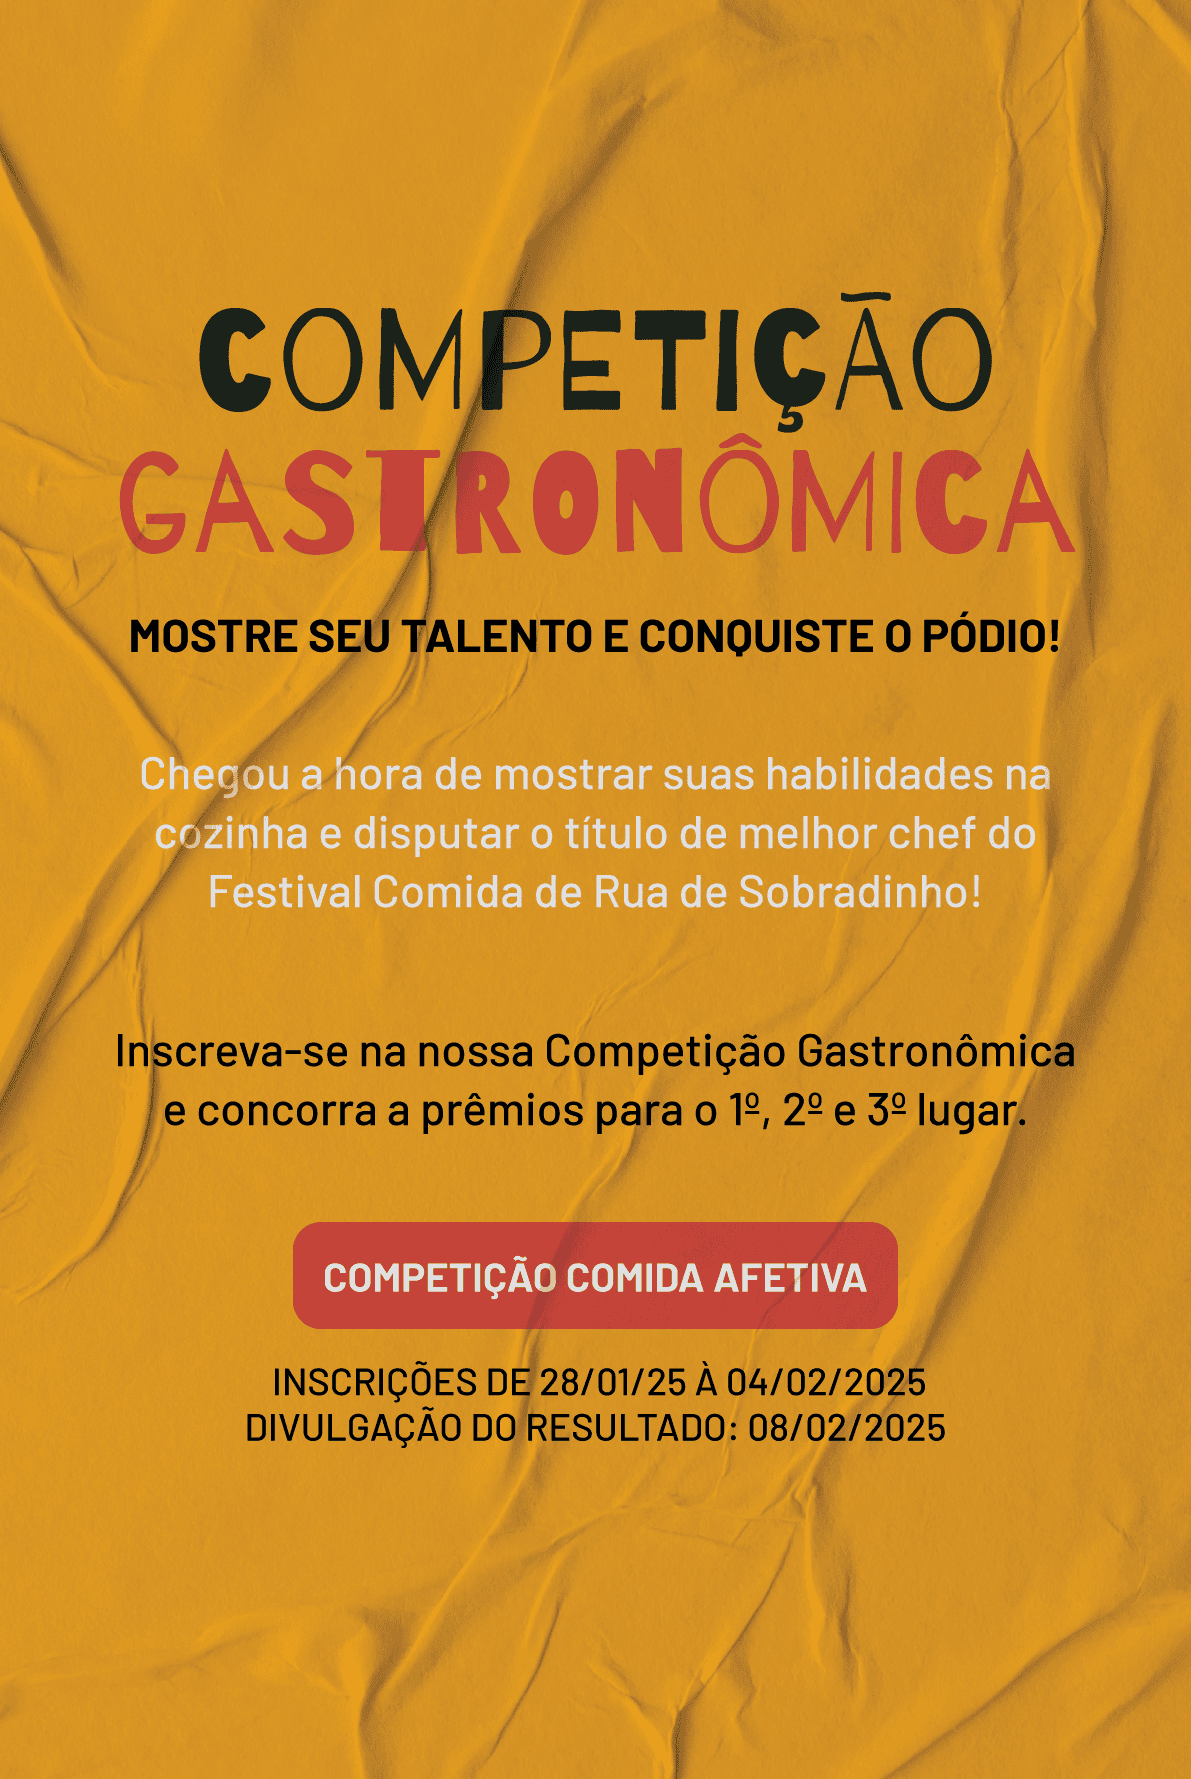 COMPETIÇÃO
GASTRONÔMICA
MOSTRE SEU TALENTO E CONQUISTE O PÓDIO!
Chegou a hora de mostrar suas habilidades na
cozinha e disputar o título de melhor chef do
Festival Comida de Rua de Sobradinho!
Inscreva-se na nossa Competição Gastronômica
e concorra a prêmios para o 1º, 2º e 3º lugar.
COMPETIÇÃO COMIDA AFETIVA
INSCRIÇÕES DE 28/01/25 À 04/02/2025
DIVULGAÇÃO DO RESULTADO: 08/02/2025